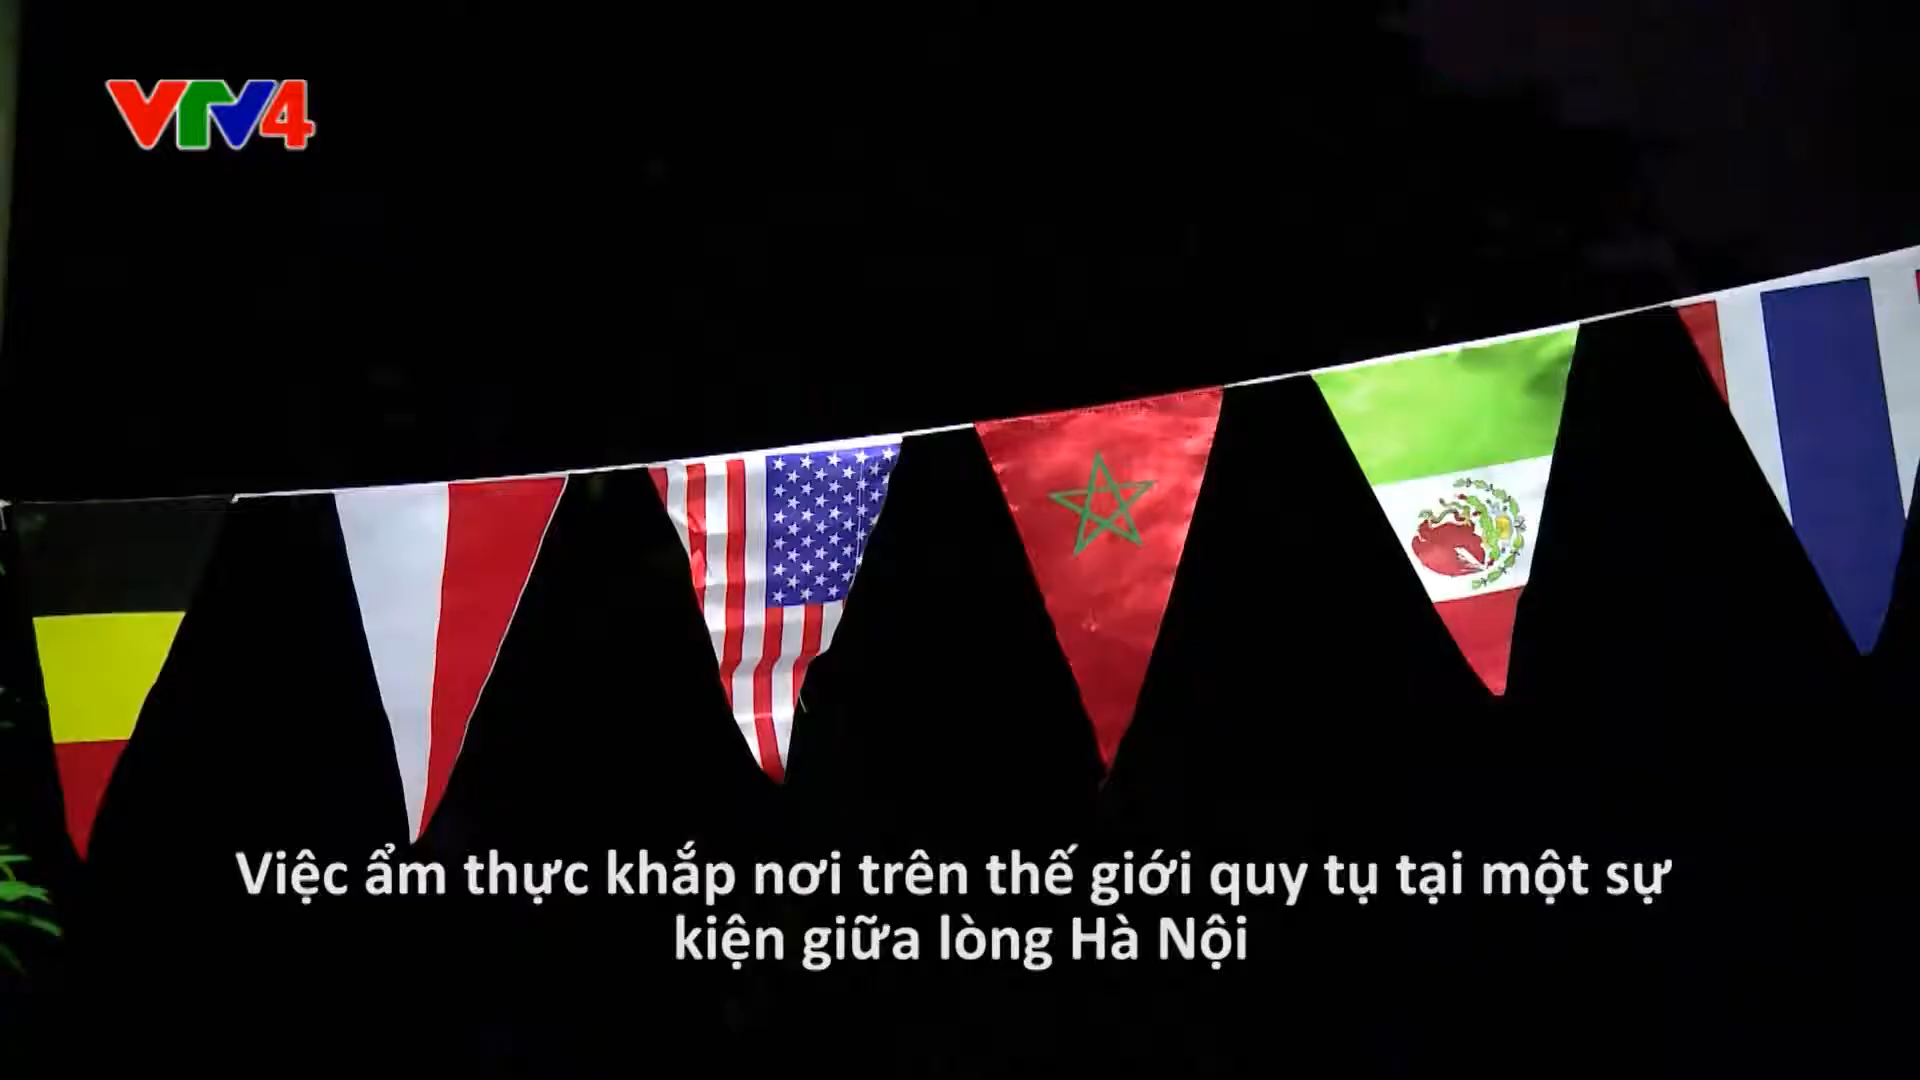 VTV4
Việc ẩm thực khắp nơi trên thế giới quy tụ tại một sự
kiện giữa lòng Hà Nội